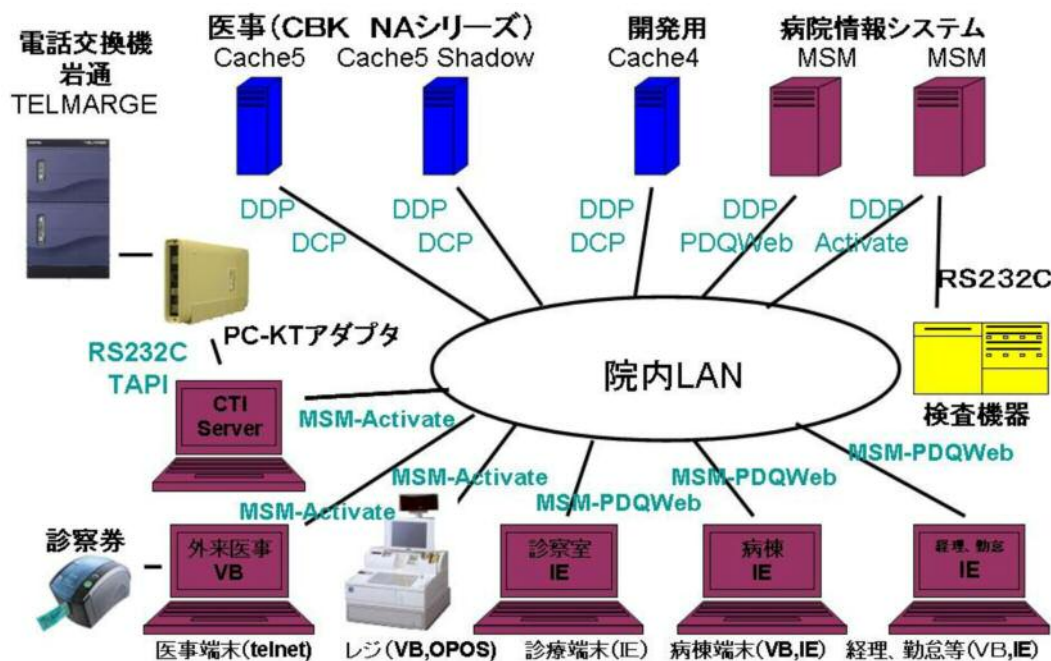 医事(CBK NAシリーズ)
開発用
病院情報システム
電話交換機
岩通
TELMARGE
Cache5
Cache5 Shadow
Cache4
MSM
MSM
DDP
DCP
DDP
DCP
DDP
DCP
DDP
PDQWeb
DDP
Activate
RS232C
PC-KTアダプタ
RS232C
TAPI
院内LAN
検査機器
CTI
Server
MSM-Activate
MSM-Activate
MSM-Activate
MSM-PDQWeb
MSM-PDQWeb
MSM-PDQWeb
診察券
外来医事
VB
診察室
IE
病棟
IE
経理、勤怠
IE
医事端末(telnet)
レジ(VB,OPOS)
診療端末(IE)
病棟端末(VB,IE)
経理、勤怠等(VB,IE)